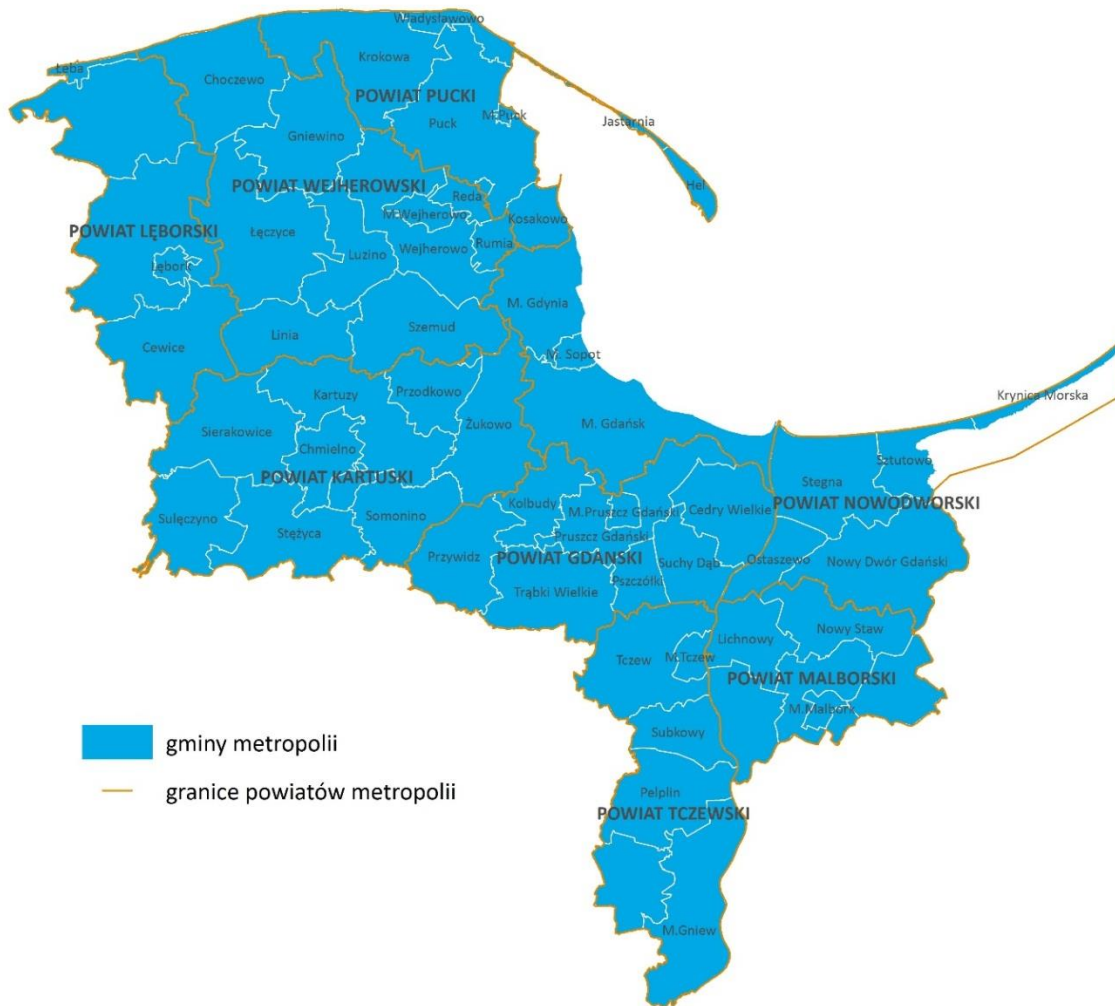 Władysławowo
Łeba
Choczewo
Krokowa
POWIAT PUCKI
Puck
M.Puck
Jastarnia
Hel
Gniewino
POWIAT WEJHEROWSKI
Reda
M.Wejherowo
Kosakowo
POWIAT LĘBORSKI
Łęczyce
Luzino
Wejherowo
Rumia
Lębork
M. Gdynia
Cewice
Linia
Szemud
M. Sopot
Kartuzy
Przodkowo
Krynica Morska
Sierakowice
Chmielno
Żukowo
M. Gdańsk
Sztutowo
POWIAT KARTUSKI
Stegna
POWIAT NOWODWORSKI
Sulęczyno
Stężyca
Somonino
Kolbudy
M.Pruszcz Gdański
Cedry Wielkie
Pruszcz Gdański
Przywidz
POWIAT GDAŃSKI
Suchy Dąb
Ostaszewo
Nowy Dwór Gdański
Trąbki Wielkie
Pszczółki
Lichnowy
Nowy Staw
Tczew
M.Tczew
POWIAT MALBORSKI
M.Malbork
Subkowy
gminy metropolii
granice powiatów metropolii
Pelplin
POWIAT TCZEWSKI
M.Gniew